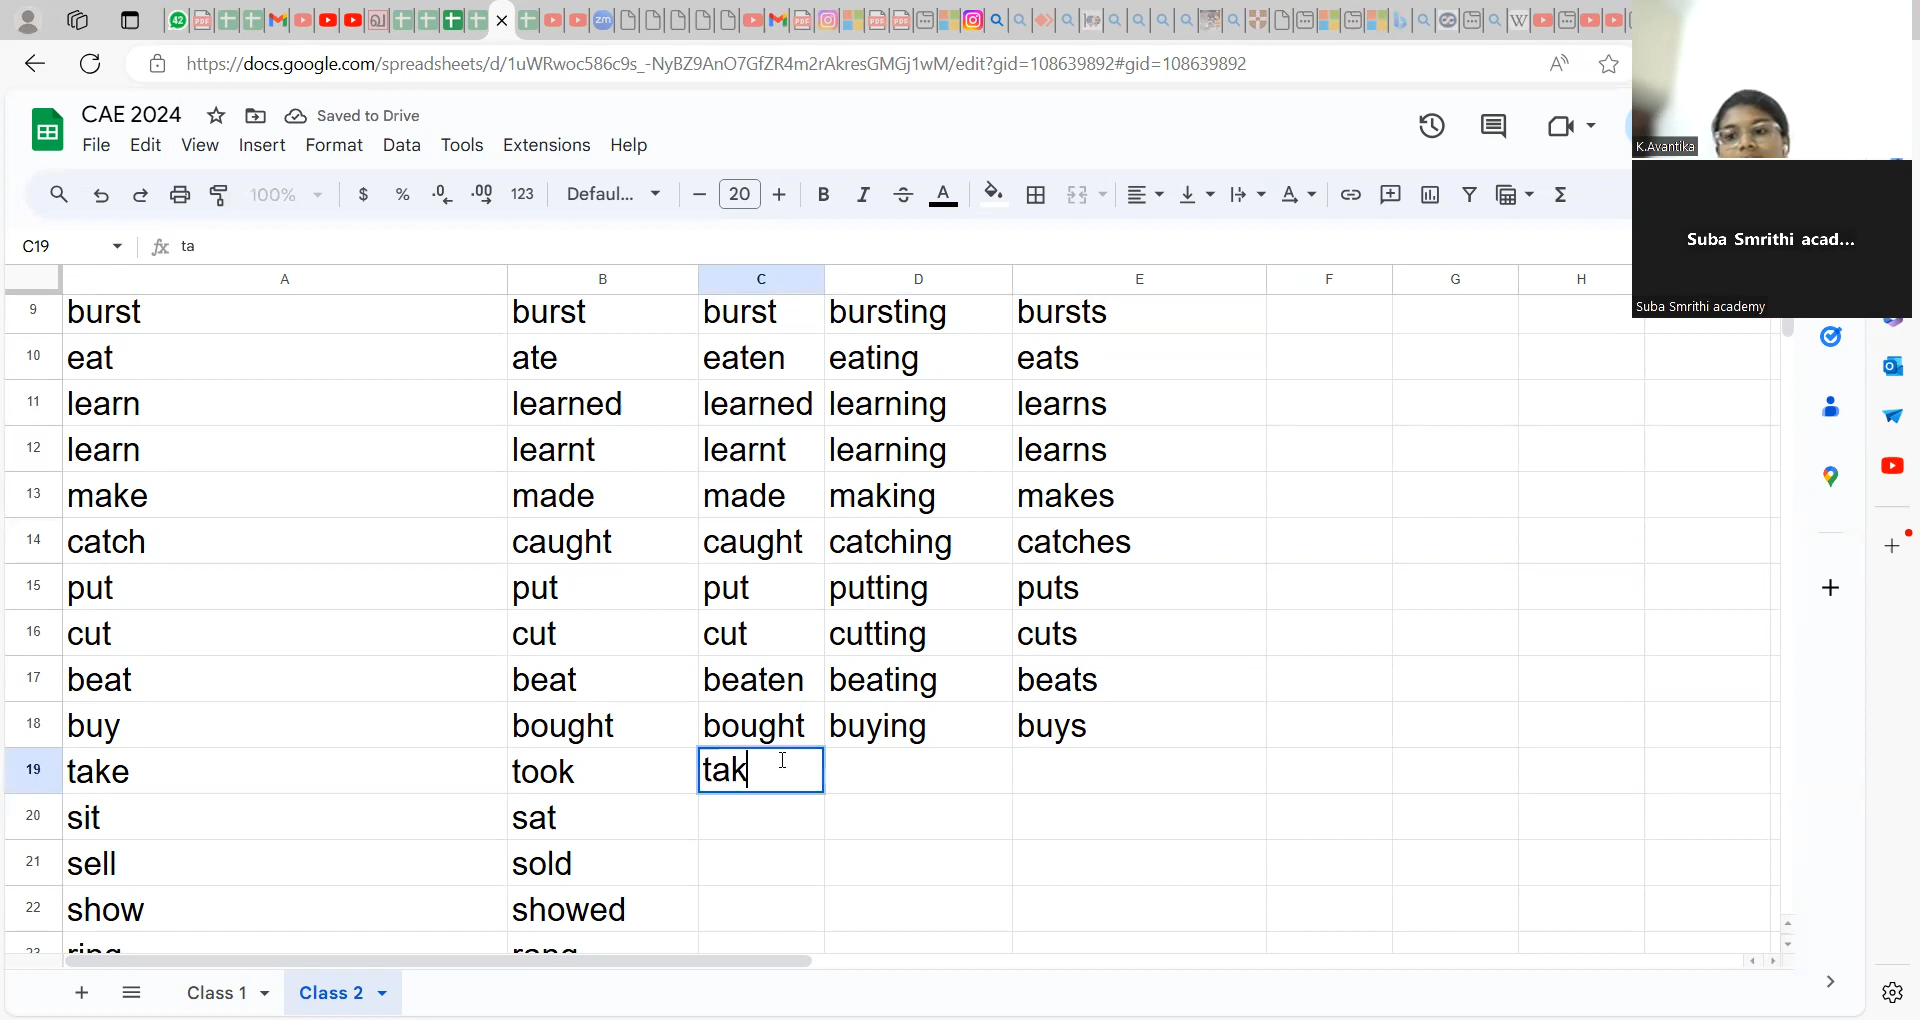 https://docs.google.com/spreadsheets/d/1uWRwoc586c9s_-NyBZ9AnO7GfZR4m2rAkresGMGj1wM/edit?gid=108639892#gid=108639892
CAE 2024 Saved to Drive
File Edit View Insert Format Data Tools Extensions Help
K.Avantika
100% $ % .0 .00 123 Defaul... 20 B I A
Suba Smrithi acad...
C19 fx ta
A B C D E F G H
Suba Smrithi academy
9 burst burst burst bursting bursts
10 eat ate eaten eating eats
11 learn learned learned learning learns
12 learn learnt learnt learning learns
13 make made made making makes
14 catch caught caught catching catches
15 put put put putting puts
16 cut cut cut cutting cuts
17 beat beat beaten beating beats
18 buy bought bought buying buys
19 take took tak
20 sit sat
21 sell sold
22 show showed
23 ring rang
Class 1 Class 2